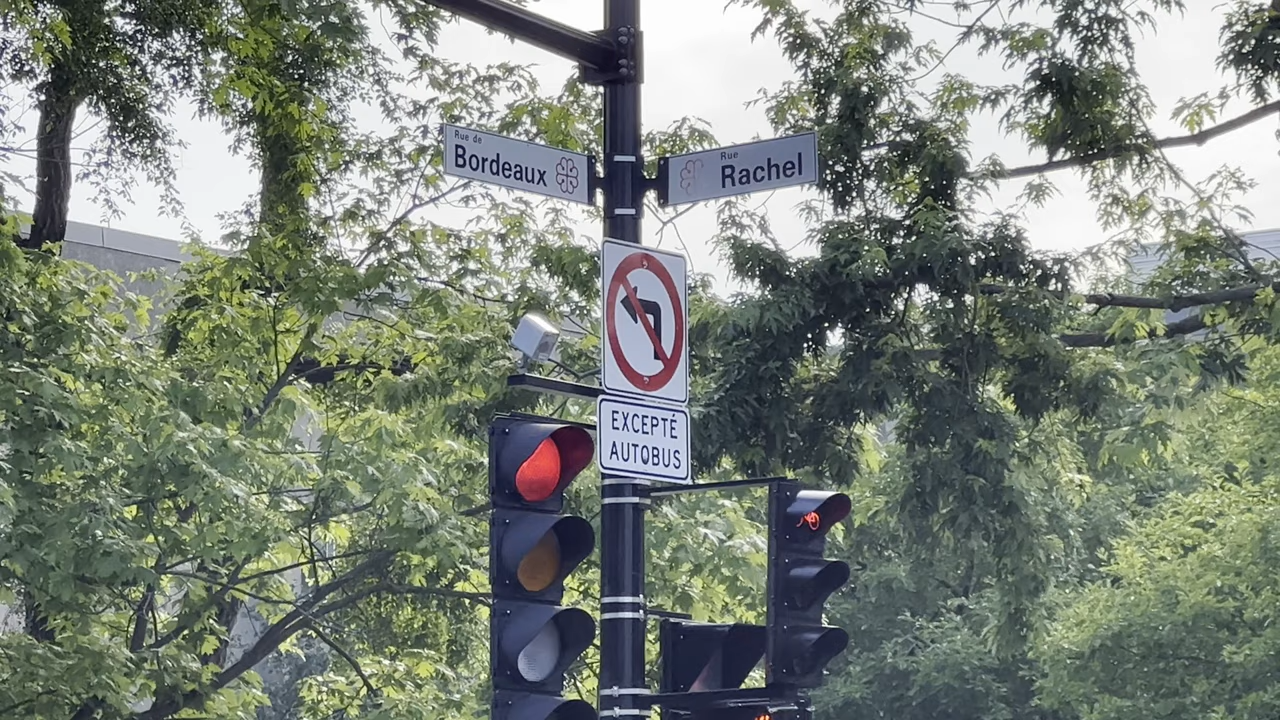 Rue de
Bordeaux
Rue
Rachel
EXCEPTÉ
AUTOBUS